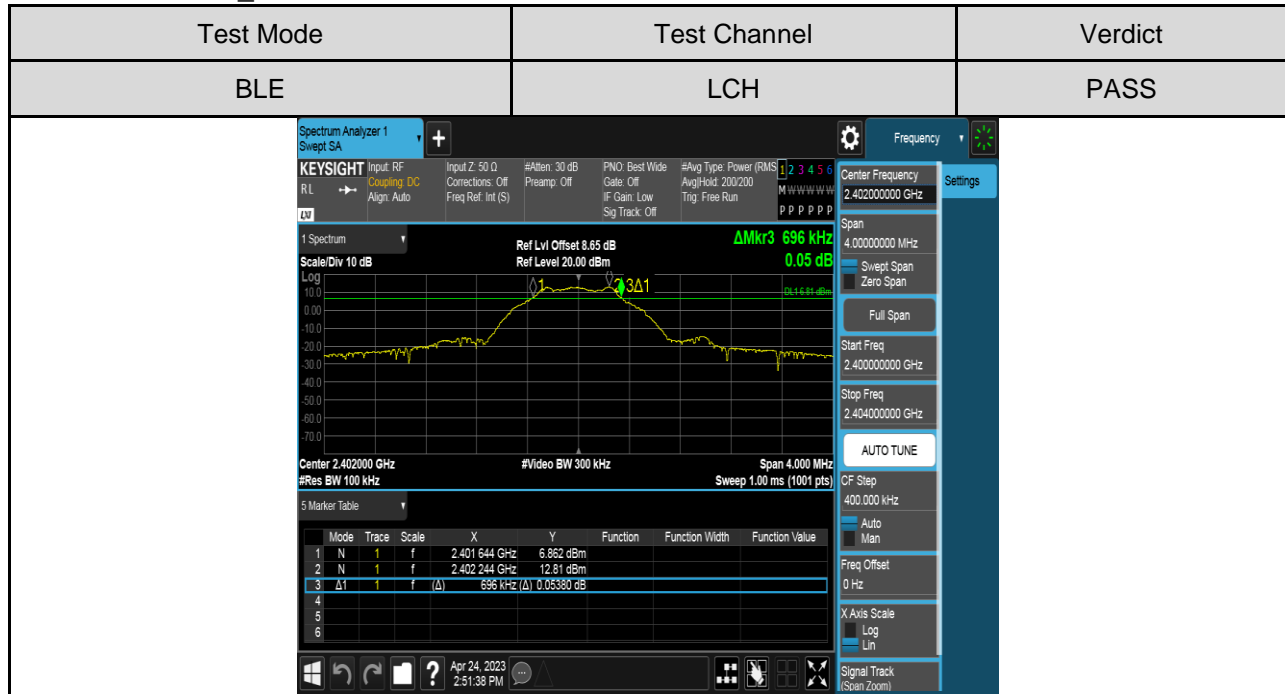 Test Mode Test Channel Verdict
BLE LCH PASS
Spectrum Analyzer 1
Swept SA
+
Frequency
KEYSIGHT
RL
LXI
Input: RF
Coupling: DC
Align: Auto
Input Z: 50 Ω
Corrections: Off
Freq Ref: Int (S)
#Atten: 30 dB
Preamp: Off
PNO: Best Wide
Gate: Off
IF Gain: Low
Sig Track: Off
#Avg Type: Power (RMS
Avg|Hold: 200/200
Trig: Free Run
1 2 3 4 5 6
M W W W W W
P P P P P P
1 Spectrum
Scale/Div 10 dB
Ref Lvl Offset 8.65 dB
Ref Level 20.00 dBm
ΔMkr3 696 kHz
0.05 dB
Log
10.0
0.00
-10.0
-20.0
-30.0
-40.0
-50.0
-60.0
-70.0
1
2
3Δ1
DL1 6.81 dBm
Center 2.402000 GHz
#Res BW 100 kHz
#Video BW 300 kHz
Span 4.000 MHz
Sweep 1.00 ms (1001 pts)
5 Marker Table
Mode Trace Scale X Y Function Function Width Function Value
1 N 1 f 2.401 644 GHz 6.862 dBm
2 N 1 f 2.402 244 GHz 12.81 dBm
3 Δ1 1 f (Δ) 696 kHz (Δ) 0.05380 dB
4
5
6
?
Apr 24, 2023
2:51:38 PM
Center Frequency
2.402000000 GHz
Settings
Span
4.00000000 MHz
Swept Span
Zero Span
Full Span
Start Freq
2.400000000 GHz
Stop Freq
2.404000000 GHz
AUTO TUNE
CF Step
400.000 kHz
Auto
Man
Freq Offset
0 Hz
X Axis Scale
Log
Lin
Signal Track
(Span Zoom)